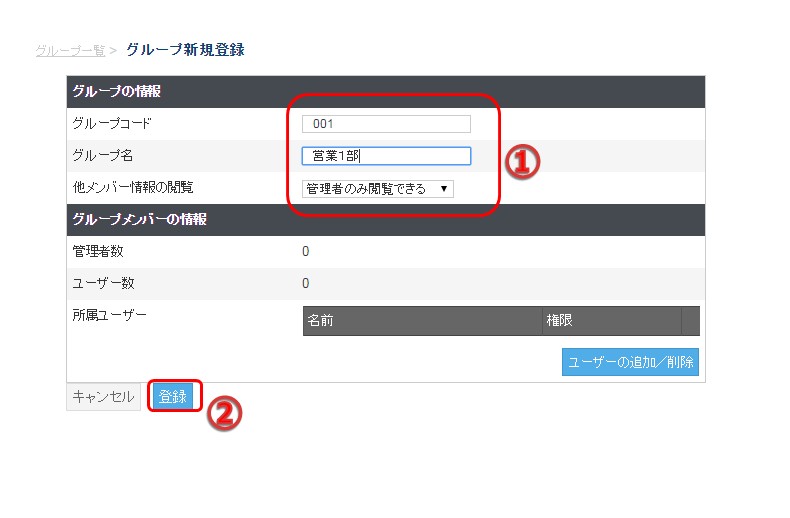 グループ一覧 > グループ新規登録
グループの情報
グループコード 001
グループ名 営業1部
他メンバー情報の閲覧 管理者のみ閲覧できる ▼
①
グループメンバーの情報
管理者数 0
ユーザー数 0
所属ユーザー 名前 権限
ユーザーの追加/削除
キャンセル 登録
②